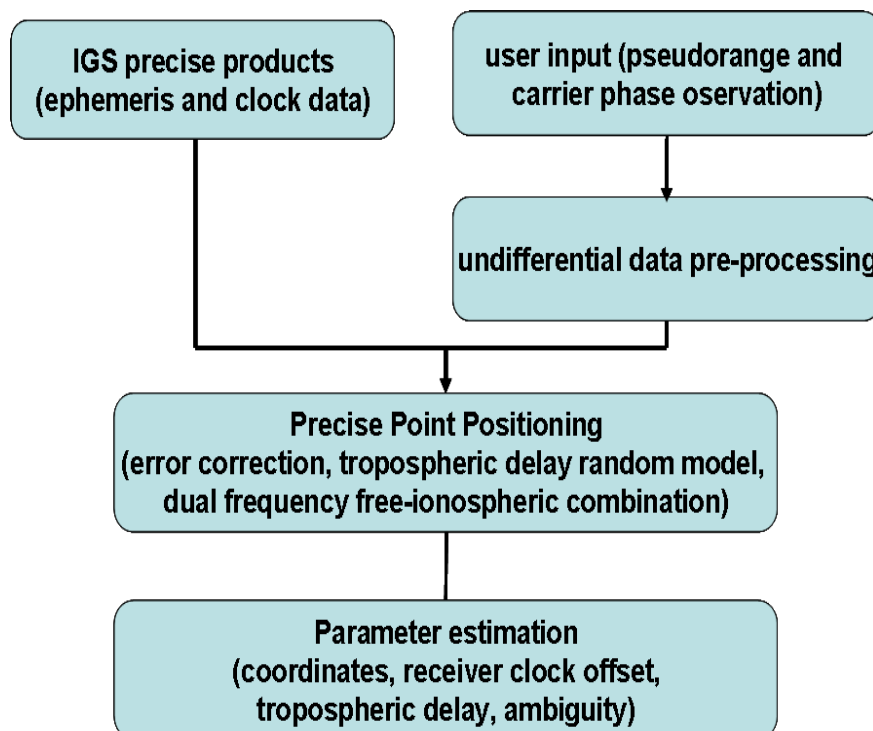 IGS precise products
(ephemeris and clock data)
user input (pseudorange and
carrier phase oservation)
undifferential data pre-processing
Precise Point Positioning
(error correction, tropospheric delay random model,
dual frequency free-ionospheric combination)
Parameter estimation
(coordinates, receiver clock offset,
tropospheric delay, ambiguity)